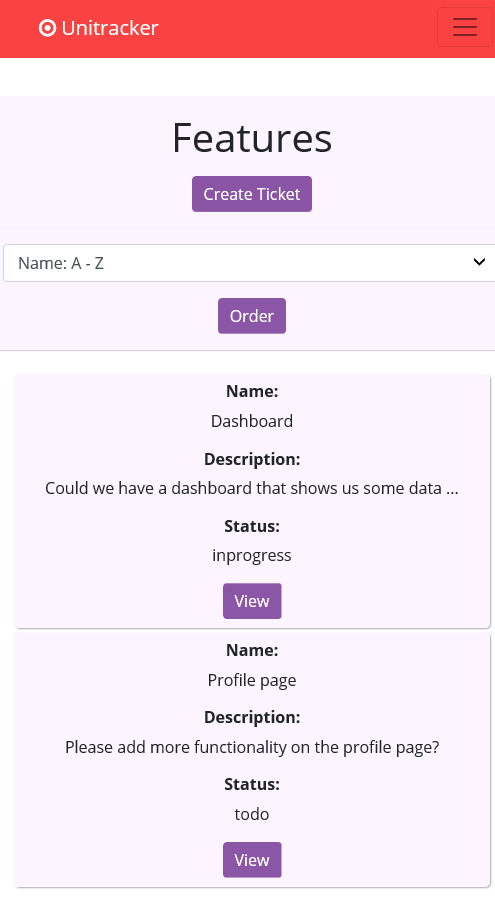 Unitracker
Features
Create Ticket
Name: A - Z
Order
Name:
Dashboard
Description:
Could we have a dashboard that shows us some data ...
Status:
inprogress
View
Name:
Profile page
Description:
Please add more functionality on the profile page?
Status:
todo
View